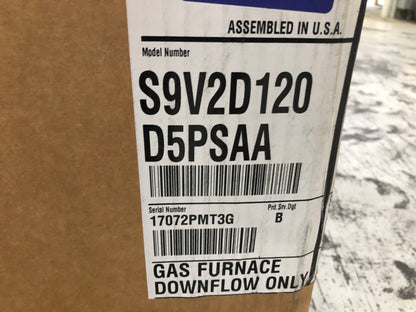 ASSEMBLED IN U.S.A.
Model Number
S9V2D120
D5PSAA
Serial Number
Prd.Srv.Dgt
17072PMT3G
B
GAS FURNACE
DOWNFLOW ONLY